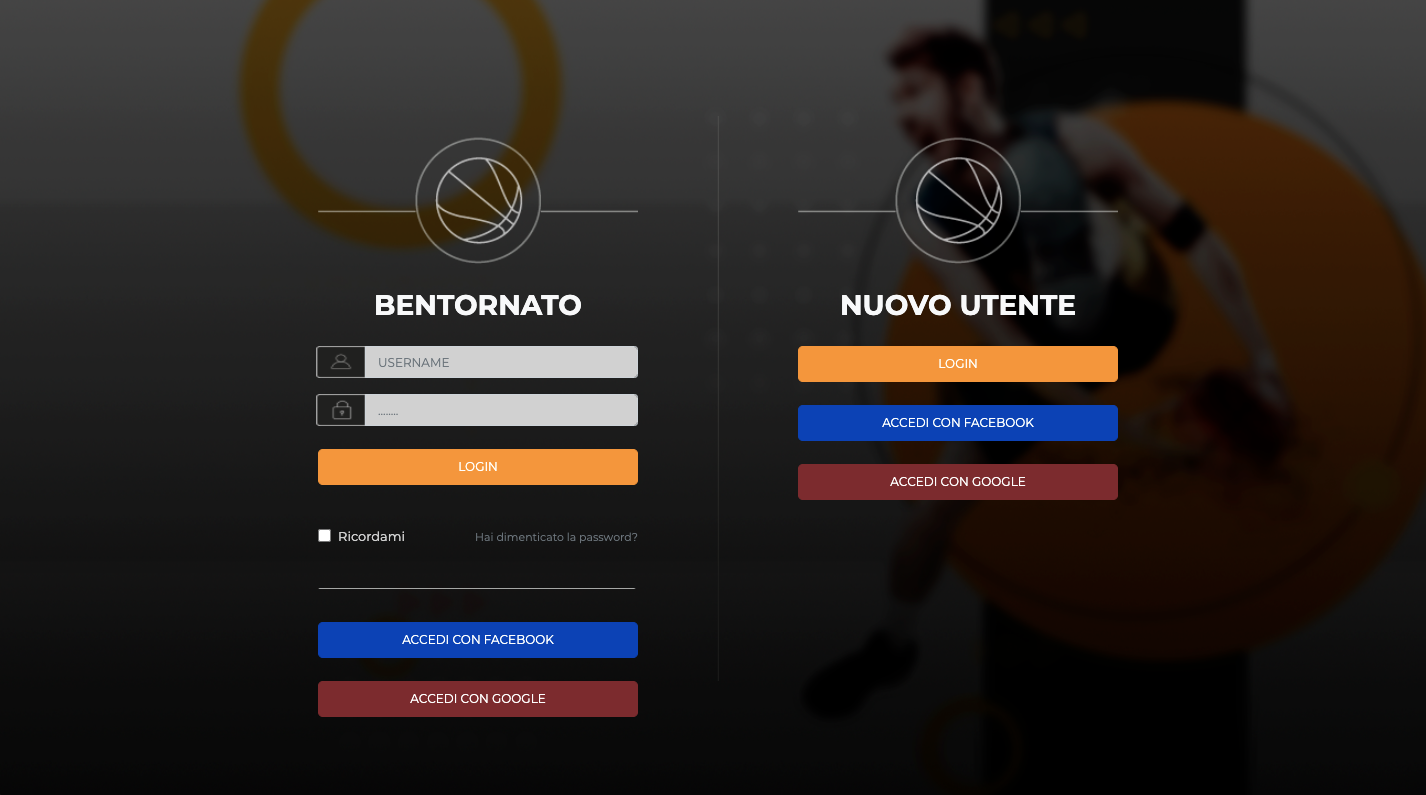 BENTORNATO
USERNAME
........
LOGIN
Ricordami
Hai dimenticato la password?
ACCEDI CON FACEBOOK
ACCEDI CON GOOGLE
NUOVO UTENTE
LOGIN
ACCEDI CON FACEBOOK
ACCEDI CON GOOGLE